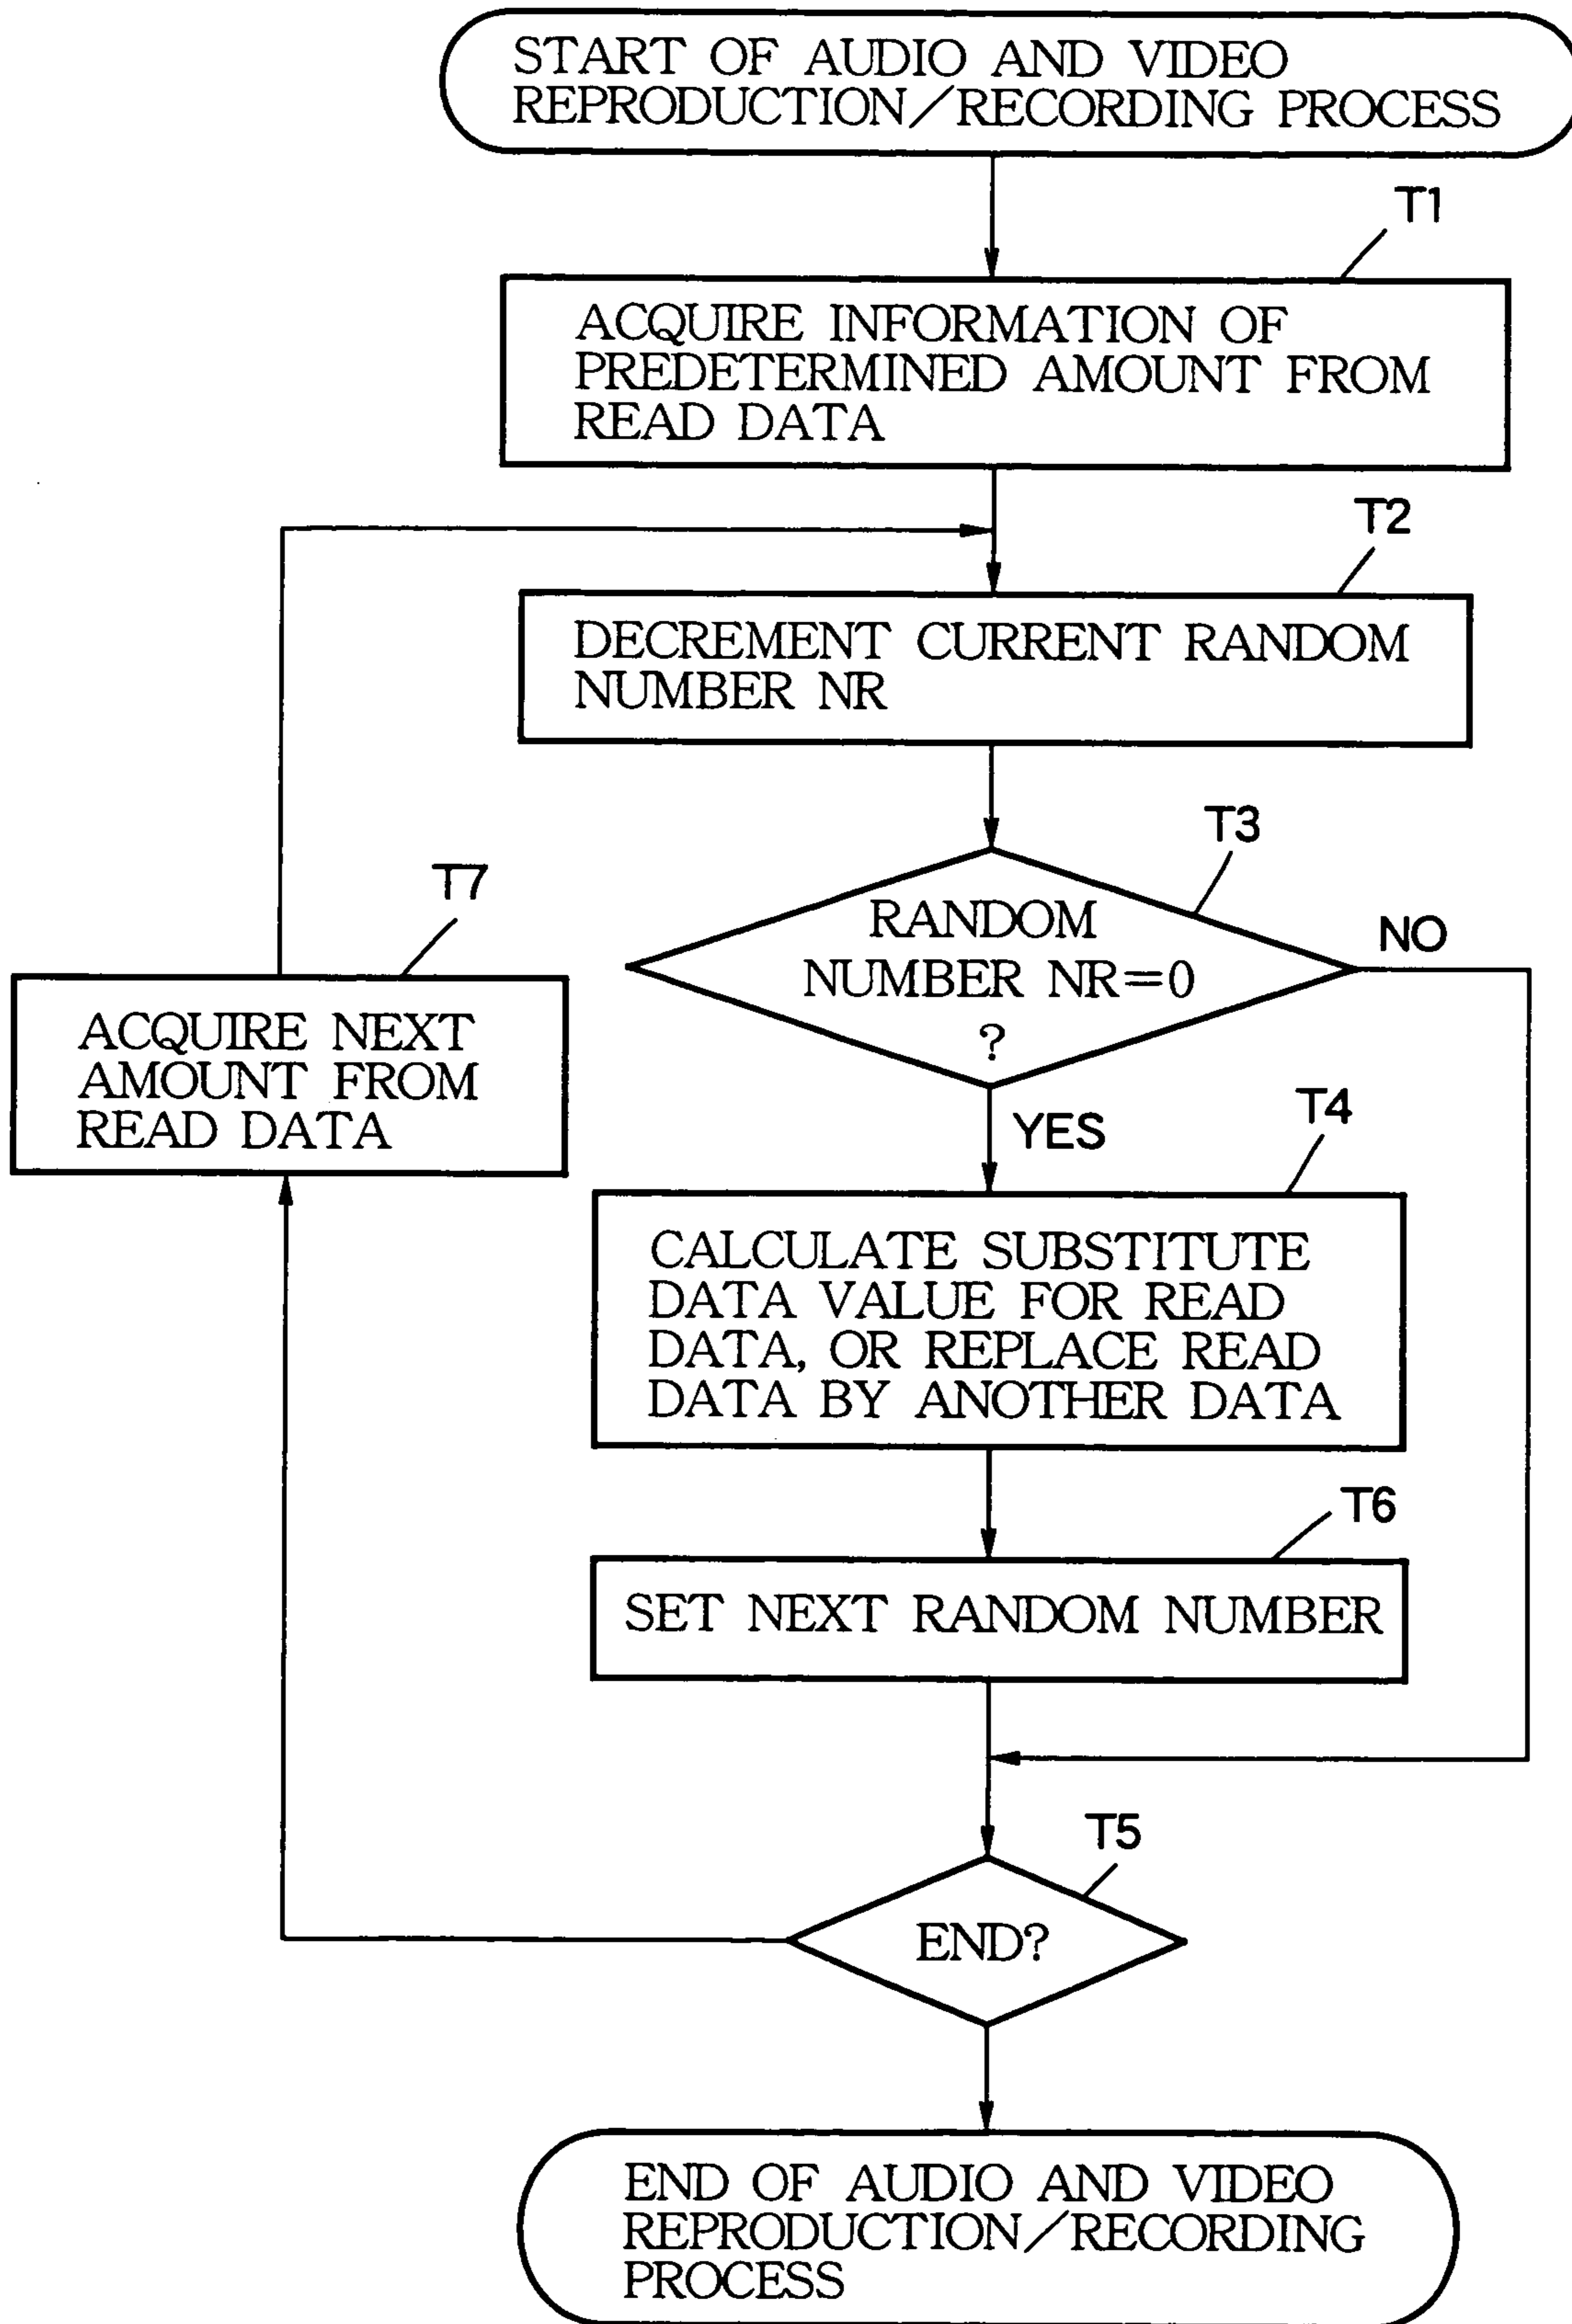 START OF AUDIO AND VIDEO
REPRODUCTION/RECORDING PROCESS
T1
ACQUIRE INFORMATION OF
PREDETERMINED AMOUNT FROM
READ DATA
T2
DECREMENT CURRENT RANDOM
NUMBER NR
T3
RANDOM
NUMBER NR=0
?
NO
T7
ACQUIRE NEXT
AMOUNT FROM
READ DATA
YES
T4
CALCULATE SUBSTITUTE
DATA VALUE FOR READ
DATA, OR REPLACE READ
DATA BY ANOTHER DATA
T6
SET NEXT RANDOM NUMBER
T5
END?
END OF AUDIO AND VIDEO
REPRODUCTION/RECORDING
PROCESS